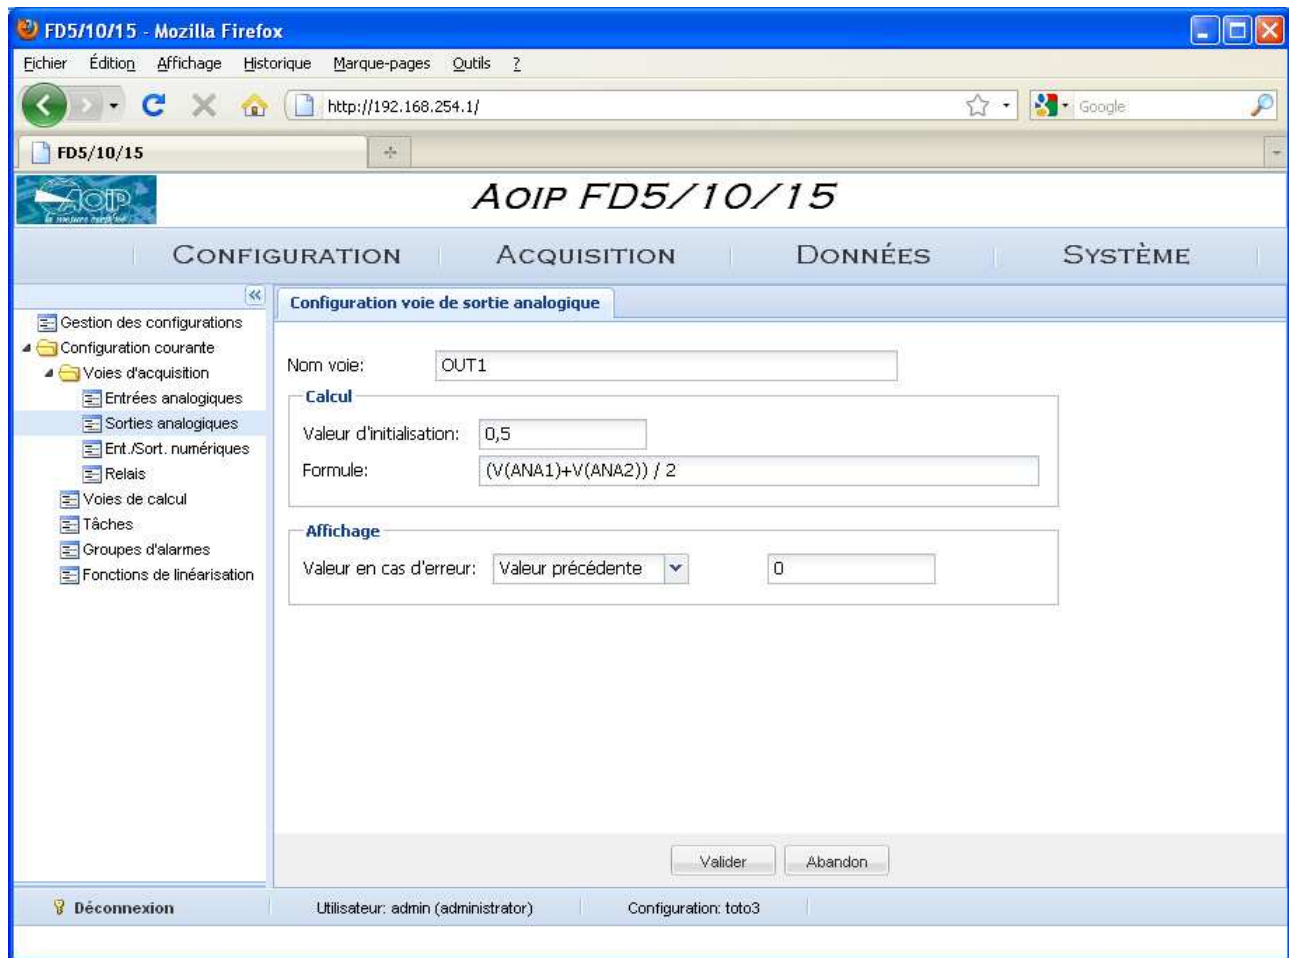 FD5/10/15 - Mozilla Firefox
Fichier Édition Affichage Historique Marque-pages Outils ?
http://192.168.254.1/ Google
FD5/10/15
AOIP
AOIP FD5/10/15
CONFIGURATION ACQUISITION DONNÉES SYSTÈME
Gestion des configurations
Configuration courante
Voies d'acquisition
Entrées analogiques
Sorties analogiques
Ent./Sort. numériques
Relais
Voies de calcul
Tâches
Groupes d'alarmes
Fonctions de linéarisation
Configuration voie de sortie analogique
Nom voie: OUT1
Calcul
Valeur d'initialisation: 0,5
Formule: (V(ANA1)+V(ANA2)) / 2
Affichage
Valeur en cas d'erreur: Valeur précédente 0
Valider Abandon
Déconnexion Utilisateur: admin (administrator) Configuration: toto3